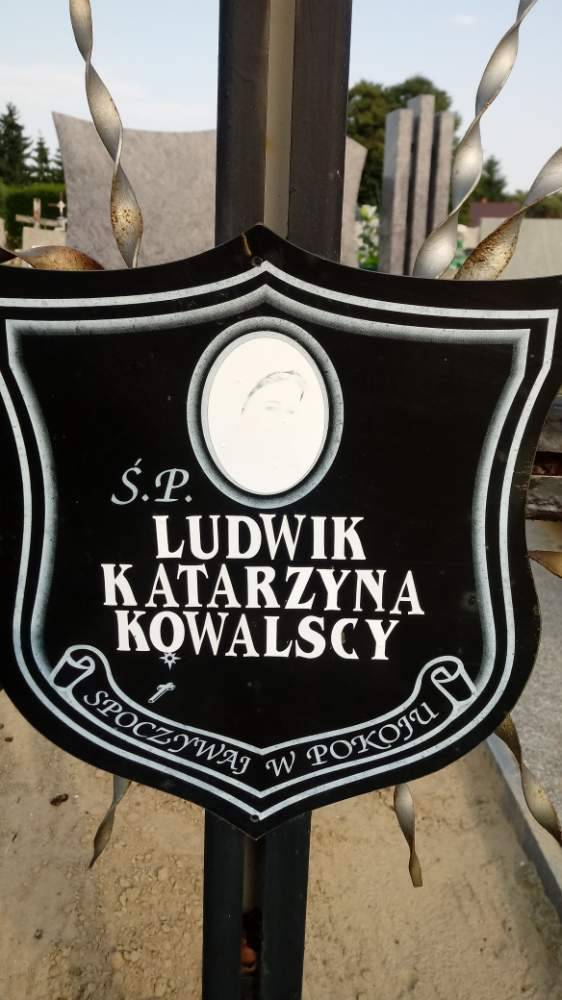 Ś.P.
LUDWIK
KATARZYNA
KOWALSCY
SPOCZYWAJ W POKOJU